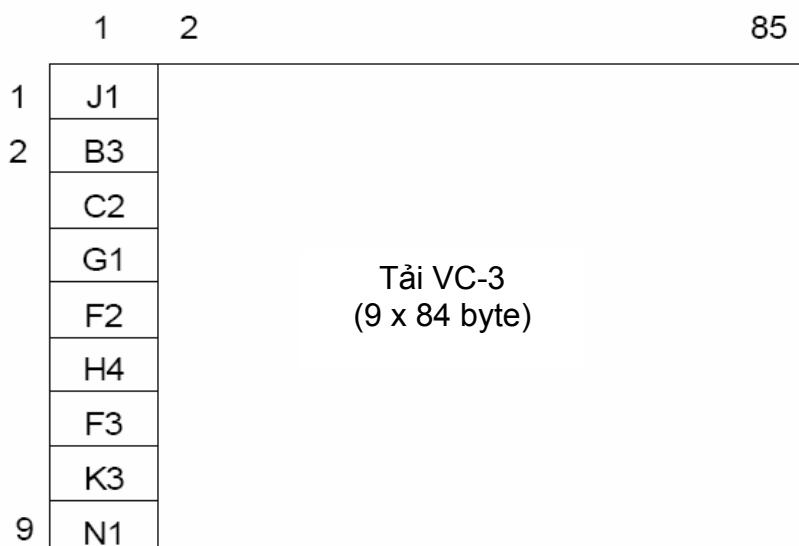 1 2 85
1 J1
2 B3
C2
G1
F2
H4
F3
K3
9 N1
Tải VC-3
(9 x 84 byte)